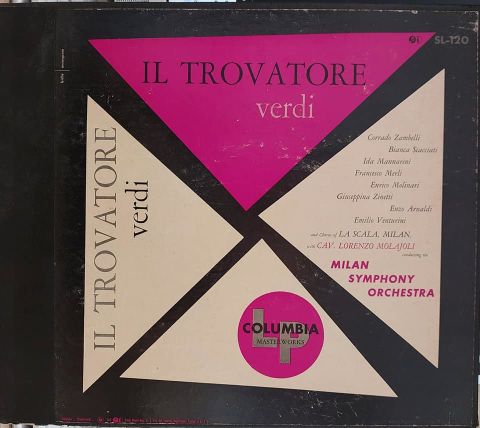 SL-120
IL TROVATORE
verdi
IL TROVATORE
verdi
Corrado Zambelli
Bianca Scacciati
Ida Mannarini
Francesco Merli
Enrico Molinari
Giuseppina Zinetti
Enzo Arnaldi
Emilio Venturini
and Chorus of LA SCALA, MILAN,
with CAV. LORENZO MOLAJOLI
conducting the
MILAN
SYMPHONY
ORCHESTRA
LP
COLUMBIA
MASTERWORKS